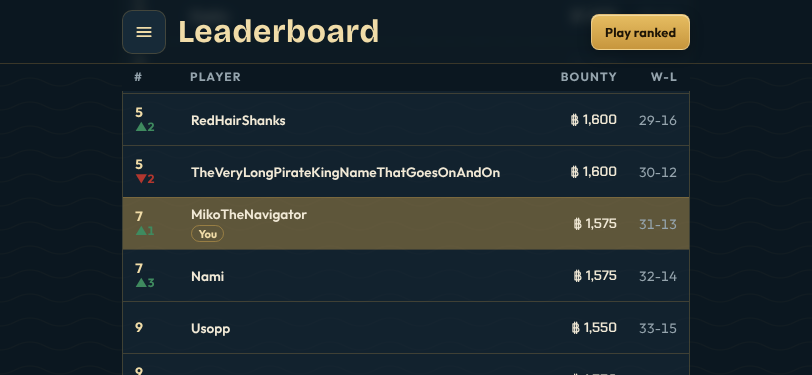 Leaderboard
Play ranked
# PLAYER BOUNTY W-L
5 RedHairShanks ฿ 1,600 29-16
▲2
5 TheVeryLongPirateKingNameThatGoesOnAndOn ฿ 1,600 30-12
▼2
7 MikoTheNavigator ฿ 1,575 31-13
▲1 You
7 Nami ฿ 1,575 32-14
▲3
9 Usopp ฿ 1,550 33-15
9